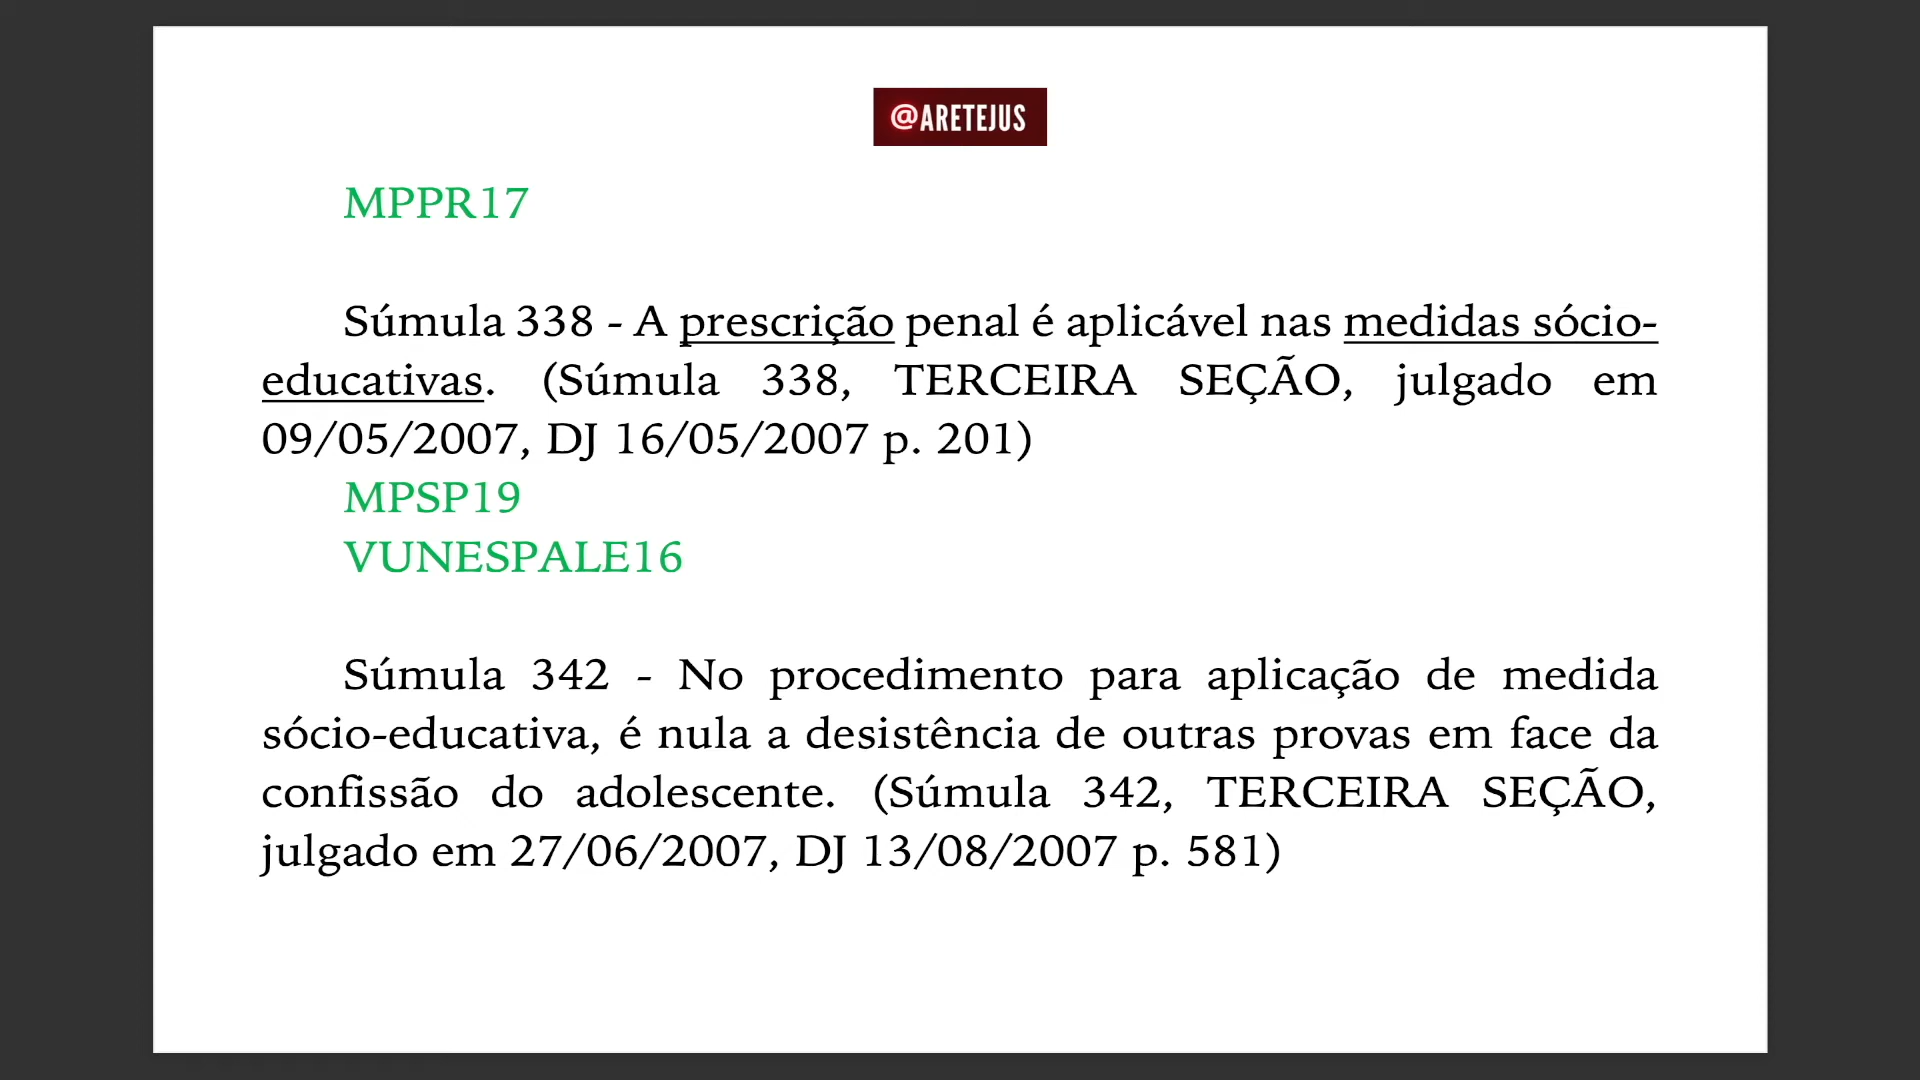 @ARETEJUS
MPPR17
Súmula 338 - A prescrição penal é aplicável nas medidas sócio-
educativas. (Súmula 338, TERCEIRA SEÇÃO, julgado em
09/05/2007, DJ 16/05/2007 p. 201)
MPSP19
VUNESPALE16
Súmula 342 - No procedimento para aplicação de medida
sócio-educativa, é nula a desistência de outras provas em face da
confissão do adolescente. (Súmula 342, TERCEIRA SEÇÃO,
julgado em 27/06/2007, DJ 13/08/2007 p. 581)